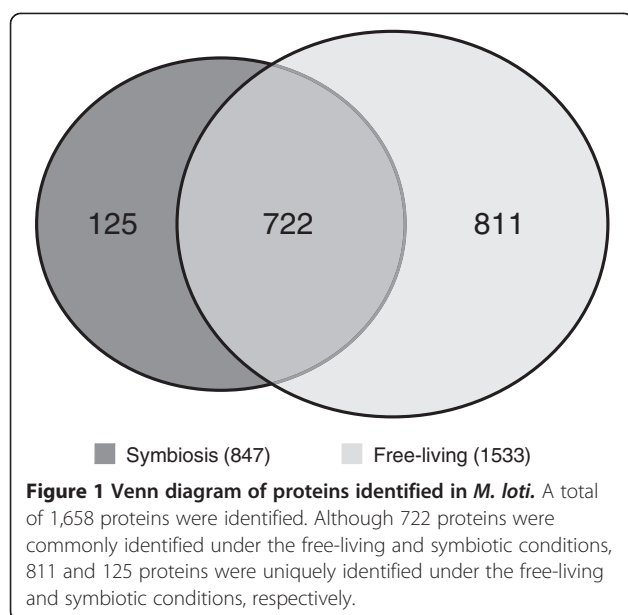 125
722
811
Symbiosis (847)
Free-living (1533)
Figure 1 Venn diagram of proteins identified in M. loti. A total
of 1,658 proteins were identified. Although 722 proteins were
commonly identified under the free-living and symbiotic conditions,
811 and 125 proteins were uniquely identified under the free-living
and symbiotic conditions, respectively.